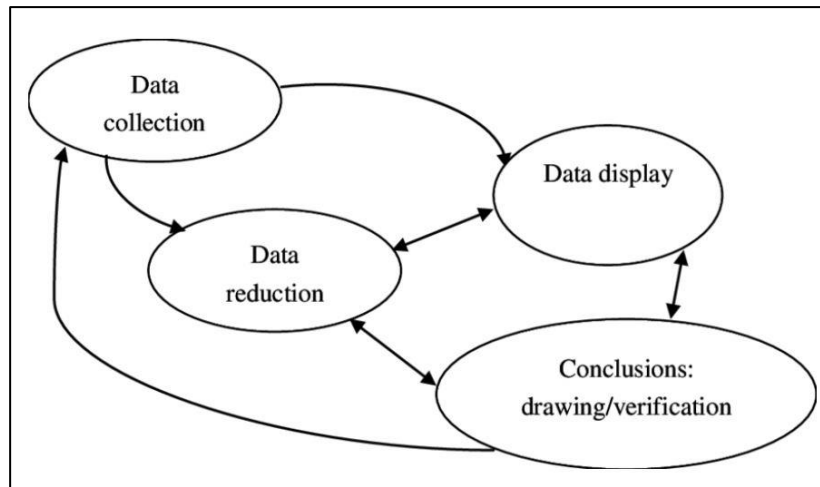 Data
collection
Data display
Data
reduction
Conclusions:
drawing/verification